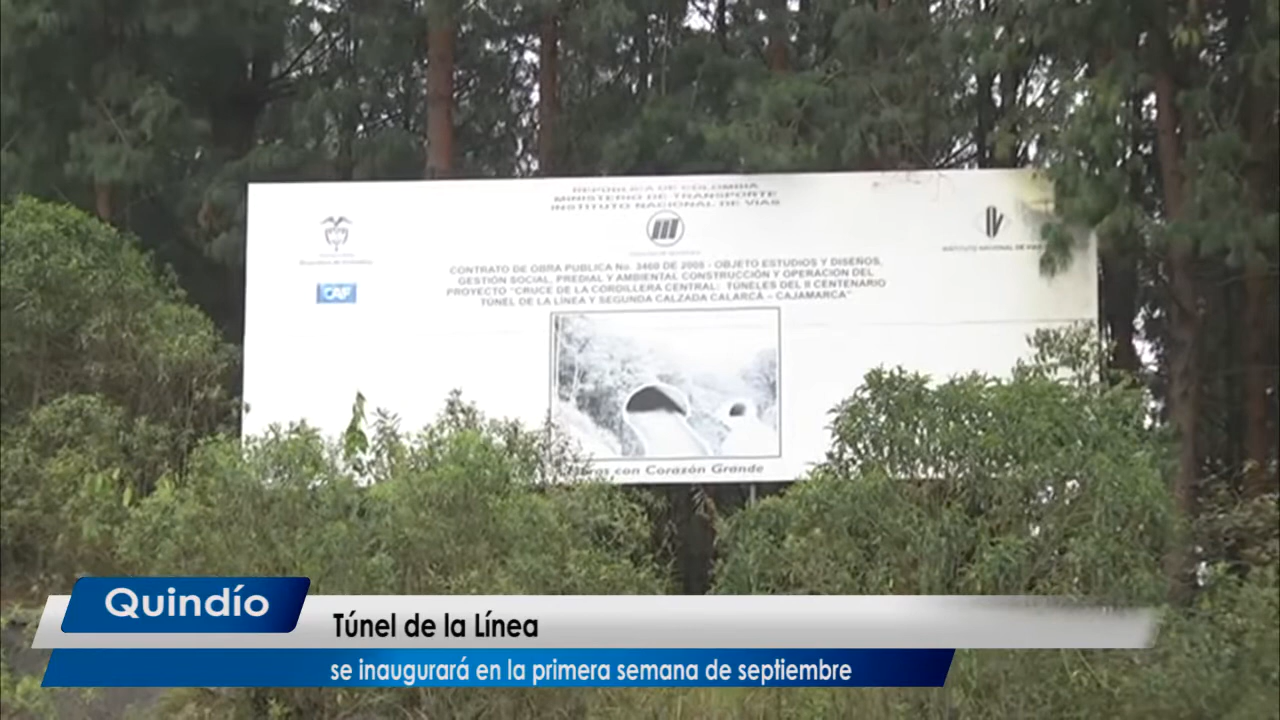 REPÚBLICA DE COLOMBIA
MINISTERIO DE TRANSPORTE
INSTITUTO NACIONAL DE VIAS
INSTITUTO NACIONAL DE
CAF
CONTRATO DE OBRA PUBLICA No. 3460 DE 2008 - OBJETO ESTUDIOS Y DISEÑOS,
GESTIÓN SOCIAL, PREDIAL Y AMBIENTAL CONSTRUCCIÓN Y OPERACIÓN DEL
PROYECTO "CRUCE DE LA CORDILLERA CENTRAL: TÚNELES DEL II CENTENARIO
TÚNEL DE LA LÍNEA Y SEGUNDA CALZADA CALARCÁ – CAJAMARCA"
con Corazón Grande
Quindío
Túnel de la Línea
se inaugurará en la primera semana de septiembre